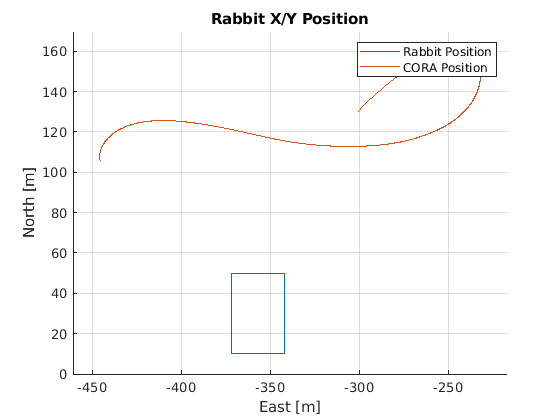 Rabbit X/Y Position
Rabbit Position
CORA Position
160
140
120
100
80
60
40
20
0
North [m]
-450
-400
-350
-300
-250
East [m]